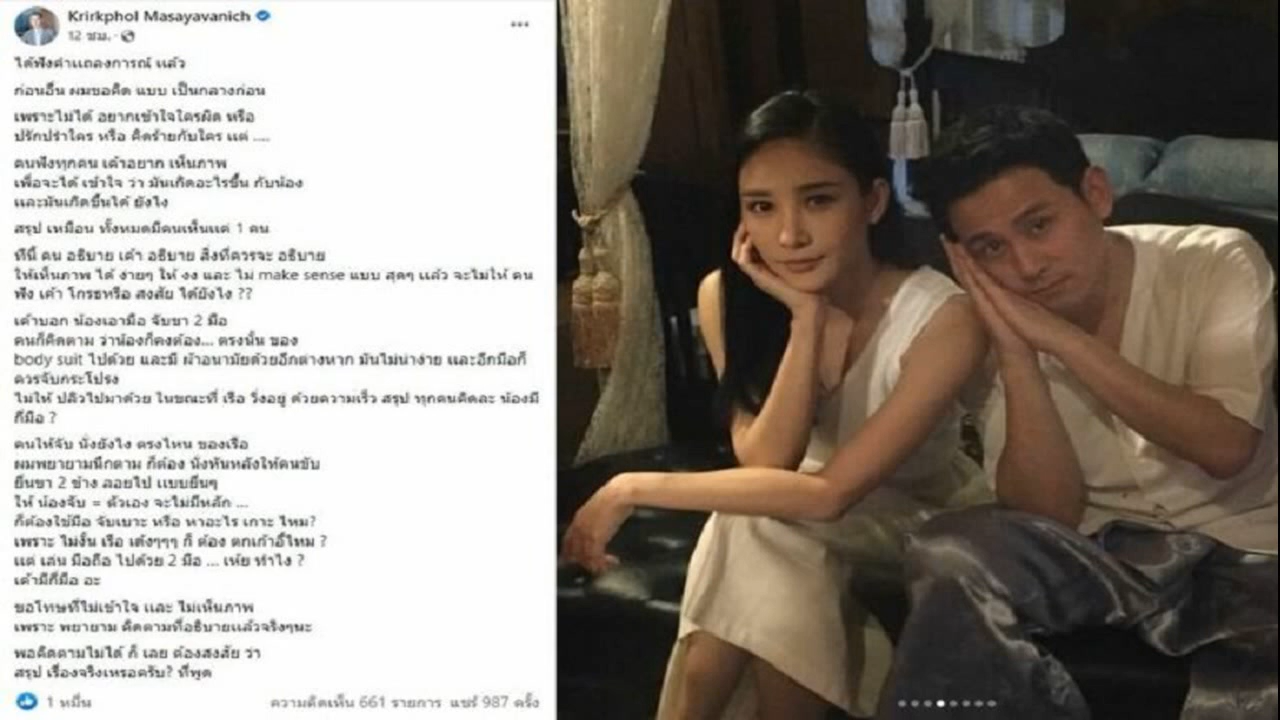 Krirkphol Masayavanich
12 ชม.
ได้ฟังคำแถลงการณ์ แล้ว
ก่อนอื่น ผมขอคิด แบบ เป็นกลางก่อน
เพราะไม่ได้ อยากเข้าใจใครผิด หรือ
ปรักปรำใคร หรือ คิดร้ายกับใคร แต่ ....
คนฟังทุกคน เค้าอยาก เห็นภาพ
เพื่อจะได้ เข้าใจ ว่า มันเกิดอะไรขึ้น กับน้อง
และมันเกิดขึ้นได้ ยังไง
สรุป เหมือน ทั้งหมดมีคนเห็นแค่ 1 คน
ทีนี้ คน อธิบาย เค้า อธิบาย สิ่งที่ควรจะ อธิบาย
ให้เห็นภาพ ได้ ง่ายๆ ให้ งง และ ไม่ make sense แบบ สุดๆ แล้ว จะไม่ให้ คน
ฟัง เค้า โกรธหรือ สงสัย ได้ยังไง ??
เค้าบอก น้องเอามือ จับขา 2 มือ
คนก็คิดตาม ว่าน้องก็คงต้อง... ตรงนั้น ของ
body suit ไปด้วย และมี ผ้าอนามัยด้วยอีกต่างหาก มันไม่น่าง่าย และอีกมือก็
ควรจับกระโปรง
ไม่ให้ ปลิวไปมาด้วย ในขณะที่ เรือ วิ่งอยู่ ด้วยความเร็ว สรุป ทุกคนคิดละ น้องมี
กี่มือ ?
คนให้จับ นั่งยังไง ตรงไหน ของเรือ
ผมพยายามนึกตาม ก็ต้อง นั่งหันหลังให้คนขับ
ยื่นขา 2 ข้าง ลอยไป แบบยื่นๆ
ให้ น้องจับ = ตัวเอง จะไม่มีหลัก ...
ก็ต้องใช้มือ จับเบาะ หรือ หาอะไร เกาะ ไหม?
เพราะ ไม่งั้น เรือ เด้งๆๆๆ ก็ ต้อง ตกเก้าอี้ไหม ?
แต่ เล่น มือถือ ไปด้วย 2 มือ ... เห้ย ทำไง ?
เค้ามีกี่มือ อะ
ขอโทษที่ไม่เข้าใจ และ ไม่เห็นภาพ
เพราะ พยายาม คิดตามที่อธิบายแล้วจริงๆนะ
พอคิดตามไม่ได้ ก็ เลย ต้องสงสัย ว่า
สรุป เรื่องจริงเหรอครับ? ที่พูด
1 หมื่น ความคิดเห็น 661 รายการ แชร์ 987 ครั้ง